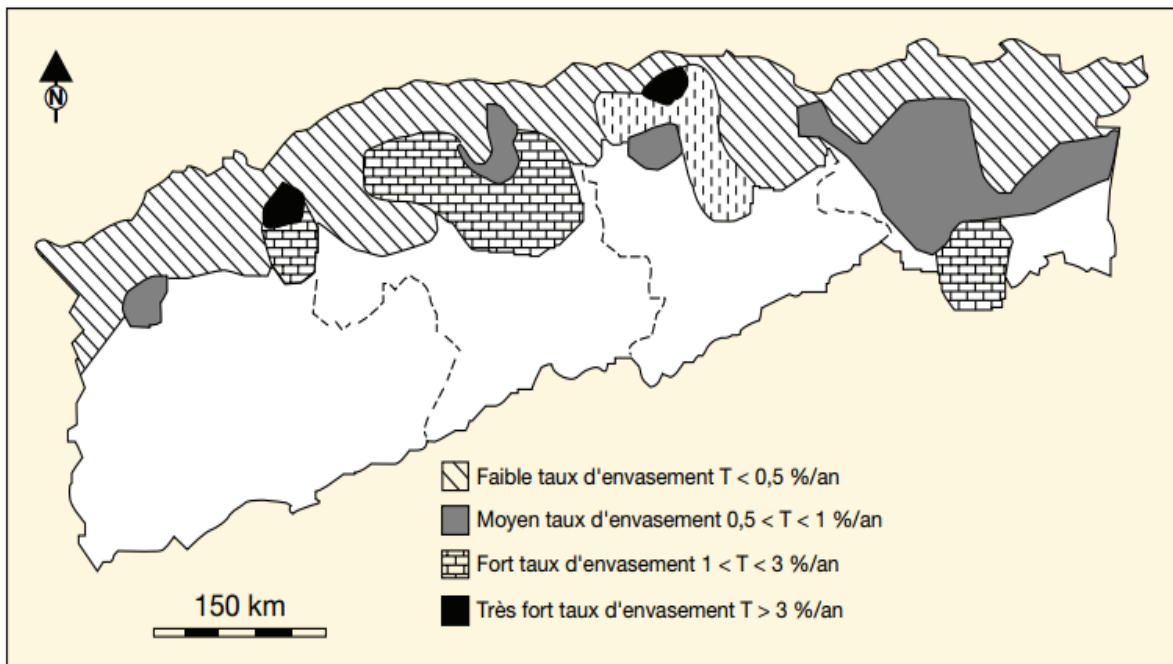 N
Faible taux d'envasement T < 0,5 %/an
Moyen taux d'envasement 0,5 < T < 1 %/an
Fort taux d'envasement 1 < T < 3 %/an
Très fort taux d'envasement T > 3 %/an
150 km